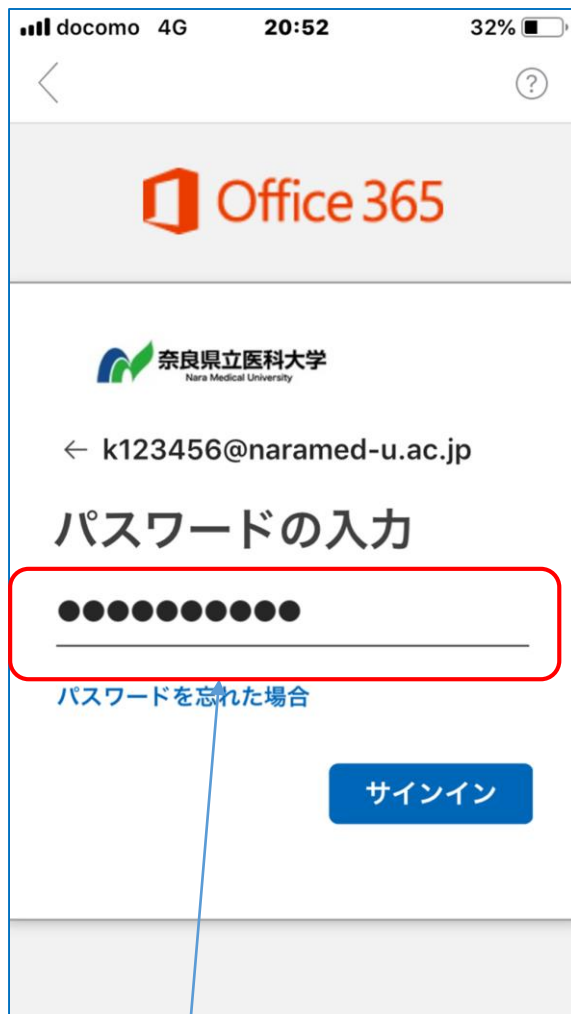 docomo 4G 20:52 32%
?
Office 365
奈良県立医科大学
Nara Medical University
← k123456@naramed-u.ac.jp
パスワードの入力
●●●●●●●●●●
パスワードを忘れた場合
サインイン